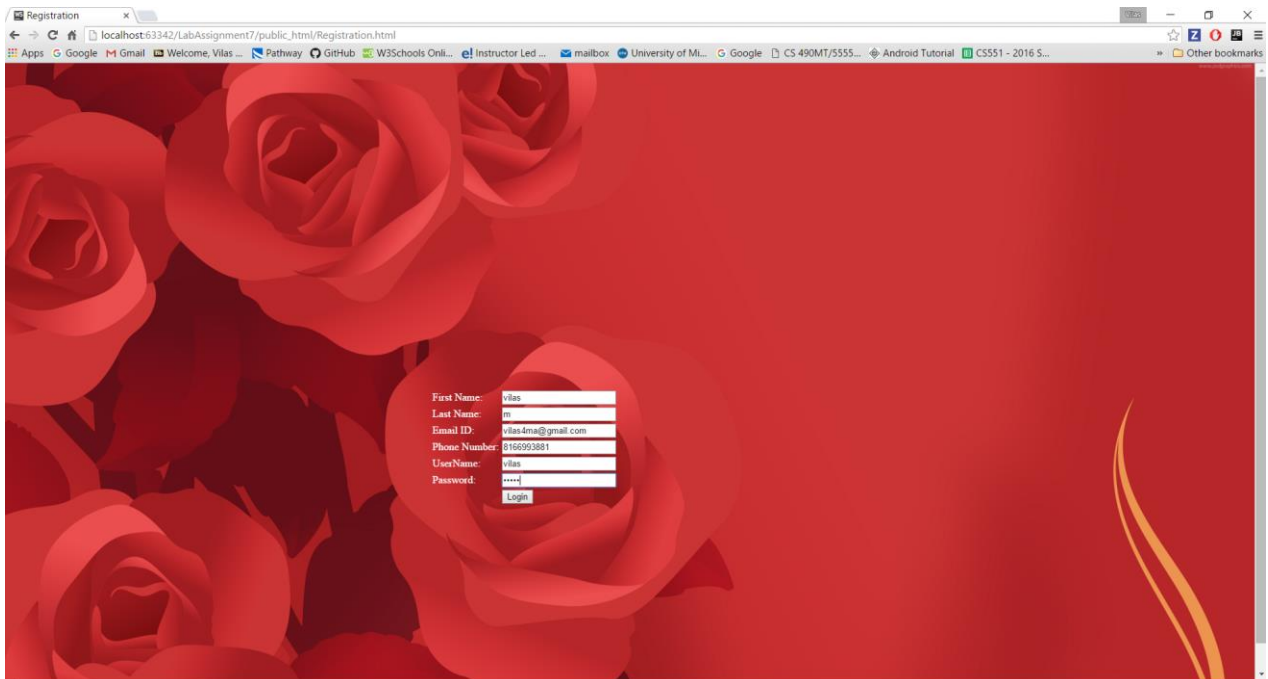 Registration
localhost:63342/LabAssignment7/public_html/Registration.html
Apps Google Gmail Welcome, Vilas ... Pathway GitHub W3Schools Onli... Instructor Led ... mailbox University of Mi... Google CS 490MT/5555... Android Tutorial CS551 - 2016 S... » Other bookmarks
First Name: vilas
Last Name: m
Email ID: vilas4ma@gmail.com
Phone Number: 8166993881
UserName: vilas
Password: •••••
Login